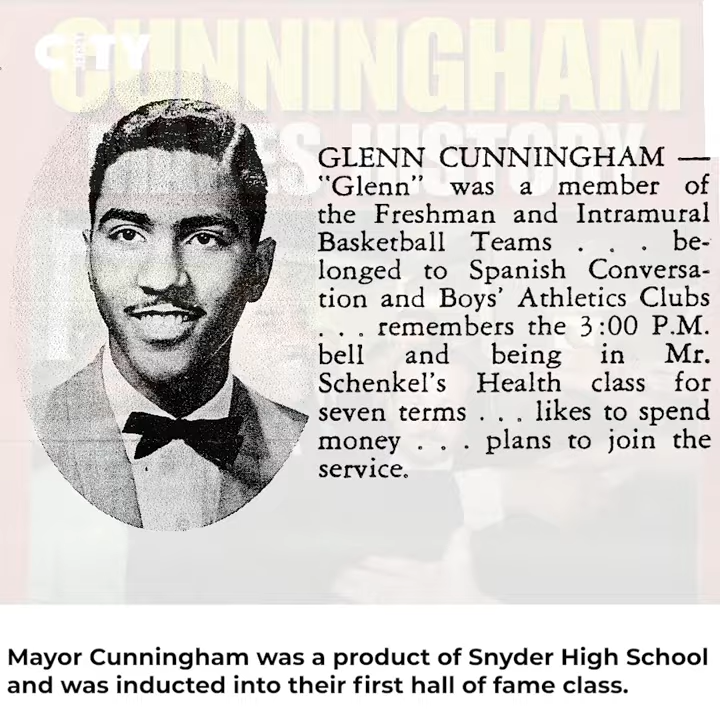 CITY
CUNNINGHAM
MAKES HISTORY
GLENN CUNNINGHAM —
"Glenn" was a member of
the Freshman and Intramural
Basketball Teams . . . be-
longed to Spanish Conversa-
tion and Boys' Athletics Clubs
. . . remembers the 3:00 P.M.
bell and being in Mr.
Schenkel's Health class for
seven terms . . . likes to spend
money . . . plans to join the
service.
Mayor Cunningham was a product of Snyder High School
and was inducted into their first hall of fame class.